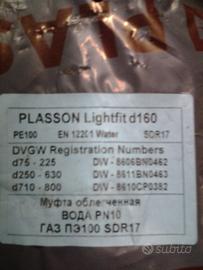 PLASSON Lightfit d160
PE100 EN 12201 Water SDR17
DVGW Registration Numbers
d75 - 225 DW - 8606BN0462
d250 - 630 DW - 8611BN0463
d710 - 800 DW - 8610CP0382
Муфта облегченная
ВОДА PN10
ГАЗ ПЭ100 SDR17
subito